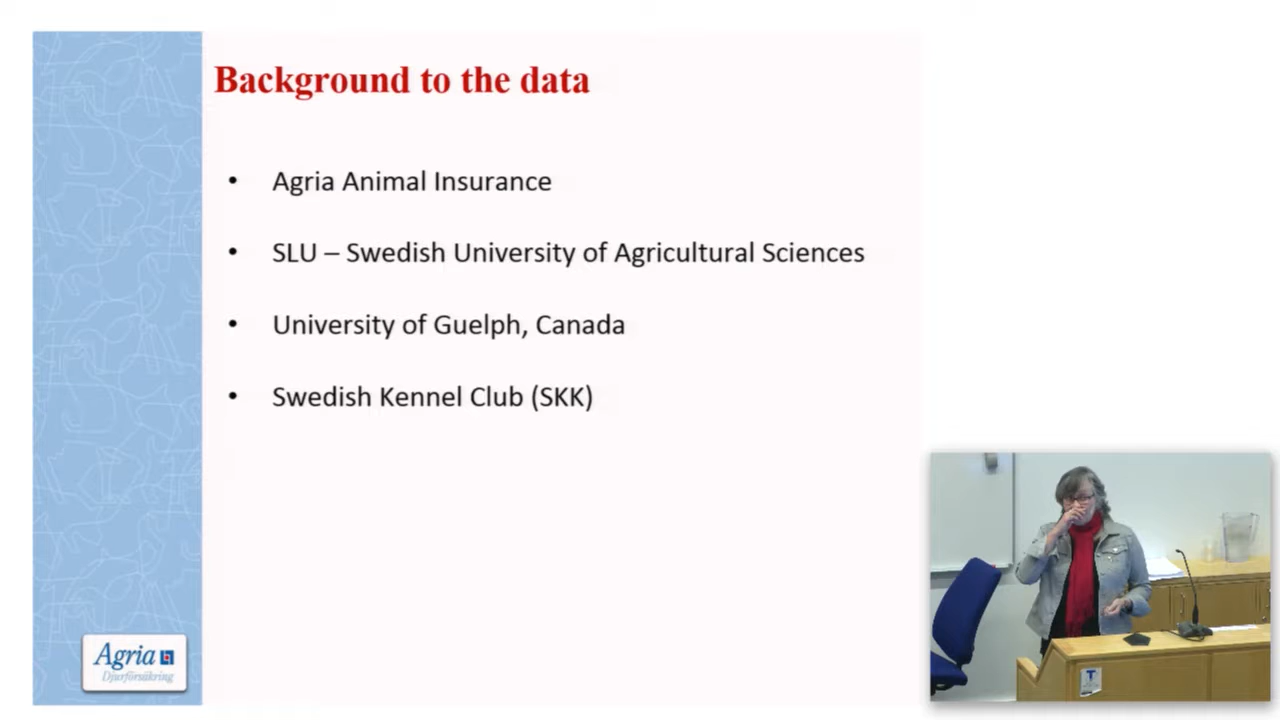 Background to the data
• Agria Animal Insurance
• SLU – Swedish University of Agricultural Sciences
• University of Guelph, Canada
• Swedish Kennel Club (SKK)
Agria
Djurförsäkring
T